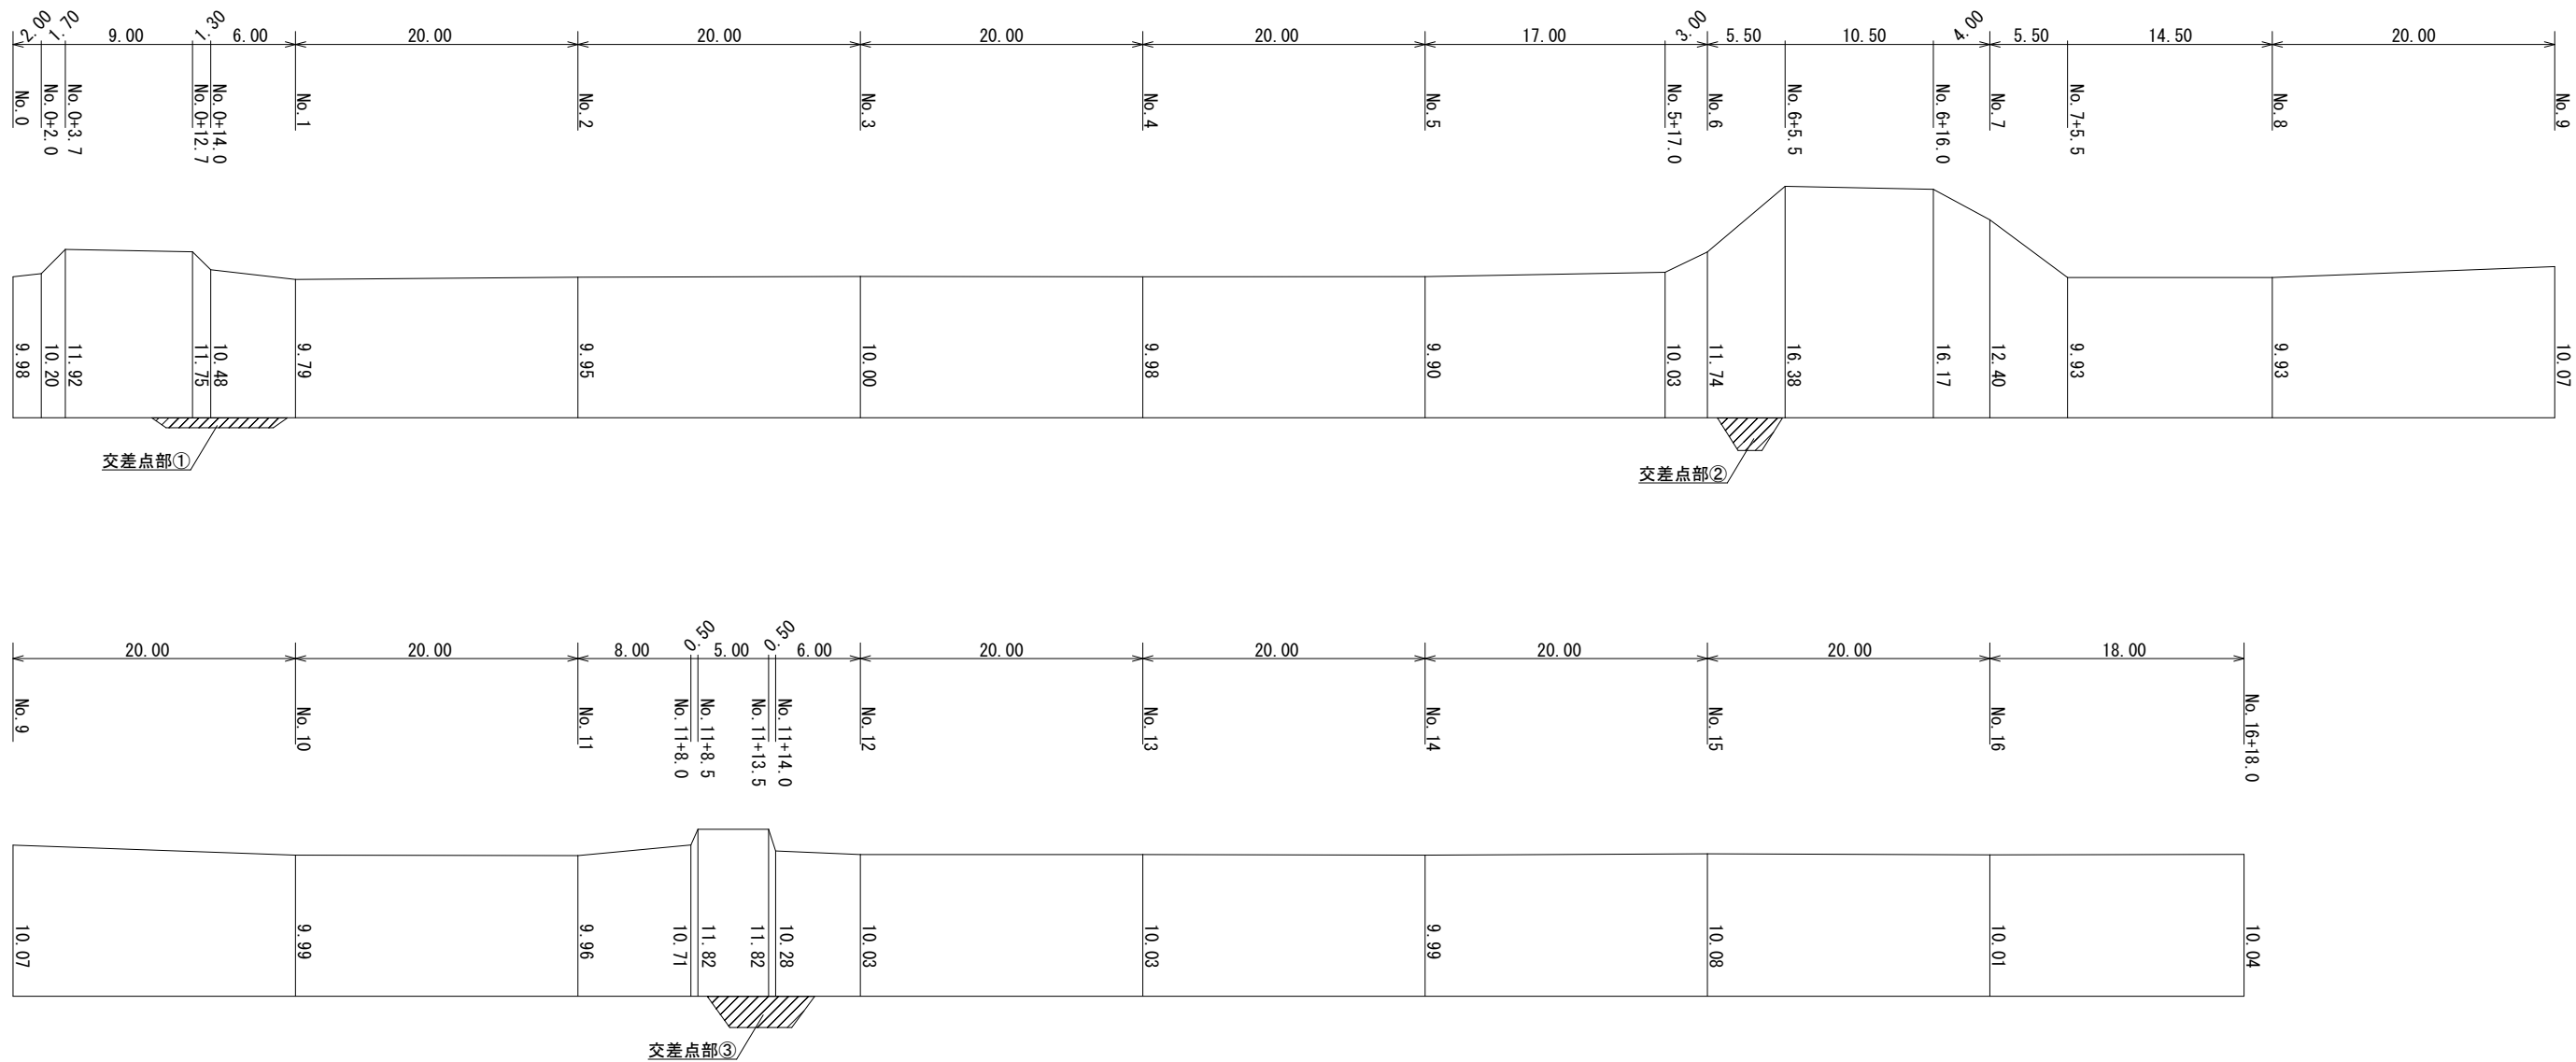 2.00 1.70 9.00 1.30 6.00 20.00 20.00 20.00 20.00 17.00 3.00 5.50 10.50 4.00 5.50 14.50 20.00
No.0 No.0+2.0 No.0+3.7 No.0+12.7 No.0+14.0 No.1 No.2 No.3 No.4 No.5 No.5+17.0 No.6 No.6+5.5 No.6+16.0 No.7 No.7+5.5 No.8 No.9
9.98 10.20 11.92 11.75 10.48 9.79 9.95 10.00 9.98 9.90 10.03 11.74 16.38 16.17 12.40 9.93 9.93 10.07
交差点部① 交差点部②
20.00 20.00 8.00 0.50 5.00 0.50 6.00 20.00 20.00 20.00 20.00 18.00
No.9 No.10 No.11 No.11+8.0 No.11+8.5 No.11+13.5 No.11+14.0 No.12 No.13 No.14 No.15 No.16 No.16+18.0
10.07 9.99 9.96 10.71 11.82 11.82 10.28 10.03 10.03 9.99 10.08 10.01 10.04
交差点部③